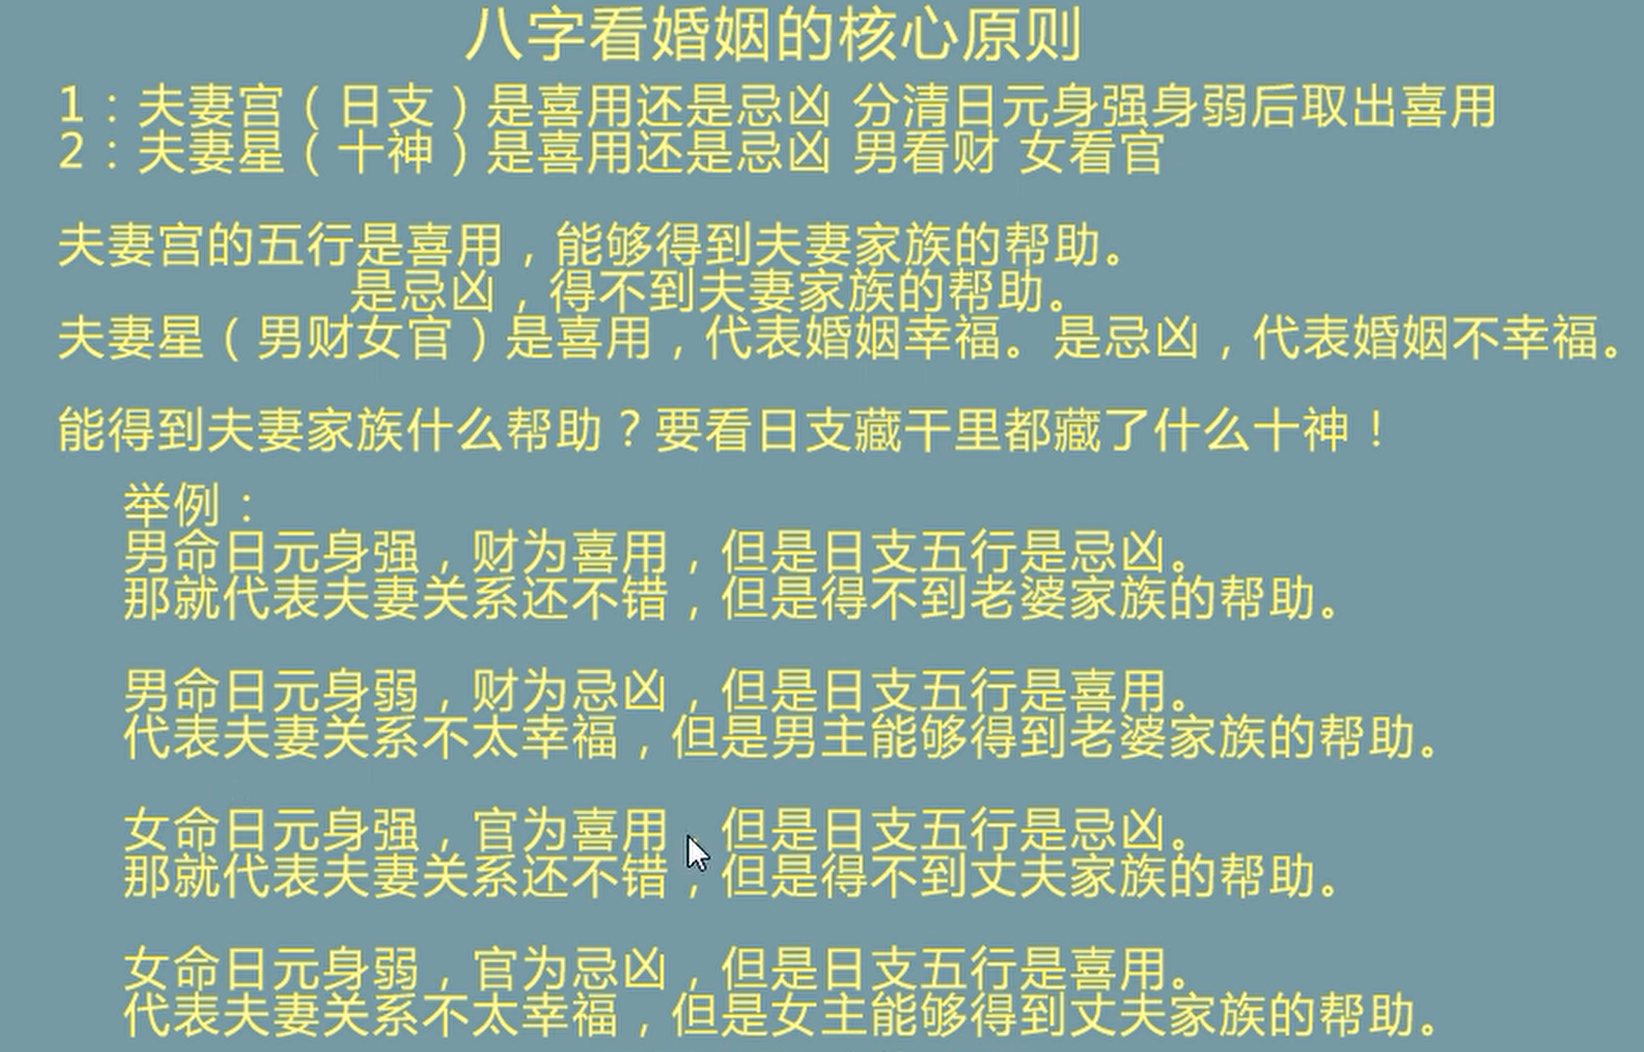 八字看婚姻的核心原则
1：夫妻宫（日支）是喜用还是忌凶 分清日元身强身弱后取出喜用
2：夫妻星（十神）是喜用还是忌凶 男看财 女看官
夫妻宫的五行是喜用，能够得到夫妻家族的帮助。
是忌凶，得不到夫妻家族的帮助。
夫妻星（男财女官）是喜用，代表婚姻幸福。是忌凶，代表婚姻不幸福。
能得到夫妻家族什么帮助？要看日支藏干里都藏了什么十神！
举例：
男命日元身强，财为喜用，但是日支五行是忌凶。
那就代表夫妻关系还不错，但是得不到老婆家族的帮助。
男命日元身弱，财为忌凶，但是日支五行是喜用。
代表夫妻关系不太幸福，但是男主能够得到老婆家族的帮助。
女命日元身强，官为喜用，但是日支五行是忌凶。
那就代表夫妻关系还不错，但是得不到丈夫家族的帮助。
女命日元身弱，官为忌凶，但是日支五行是喜用。
代表夫妻关系不太幸福，但是女主能够得到丈夫家族的帮助。